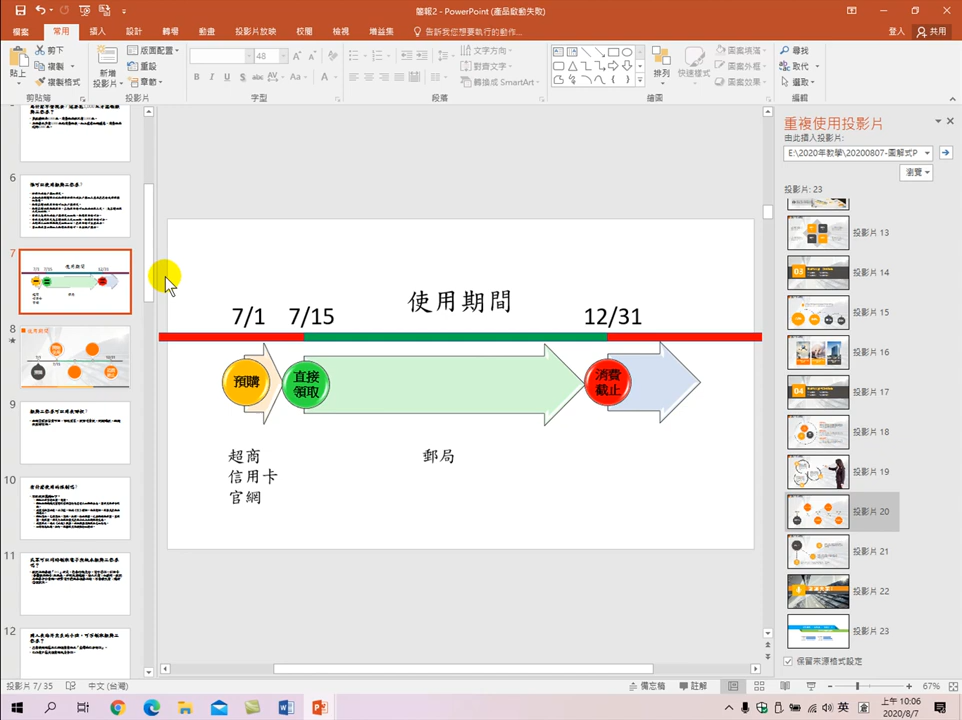 簡報2 - PowerPoint (產品啟動失敗)
檔案 常用 插入 設計 轉場 動畫 投影片放映 校閱 檢視 增益集 告訴我您想要執行的動作... 登入 共用
貼上 剪下 複製 複製格式 剪貼簿
新增投影片 版面配置 重設 章節 投影片
48 字型
文字方向 對齊文字 轉換成 SmartArt 段落
排列 快速樣式 圖案填滿 圖案外框 圖案效果 繪圖
尋找 取代 選取 編輯
6
7
8
使用期間
9
10
11
12
使用期間
7/1 7/15 12/31
預購
直接
領取
消費
截止
超商
信用卡
官網
郵局
重複使用投影片
由此插入投影片:
E:\2020年教學\20200807-圖解式P
瀏覽
投影片: 23
投影片 13
投影片 14
投影片 15
投影片 16
投影片 17
投影片 18
投影片 19
投影片 20
投影片 21
投影片 22
投影片 23
保留來源格式設定
投影片 7/35 中文 (台灣) 備忘稿 註解 67%
英 上午 10:06
2020/8/7